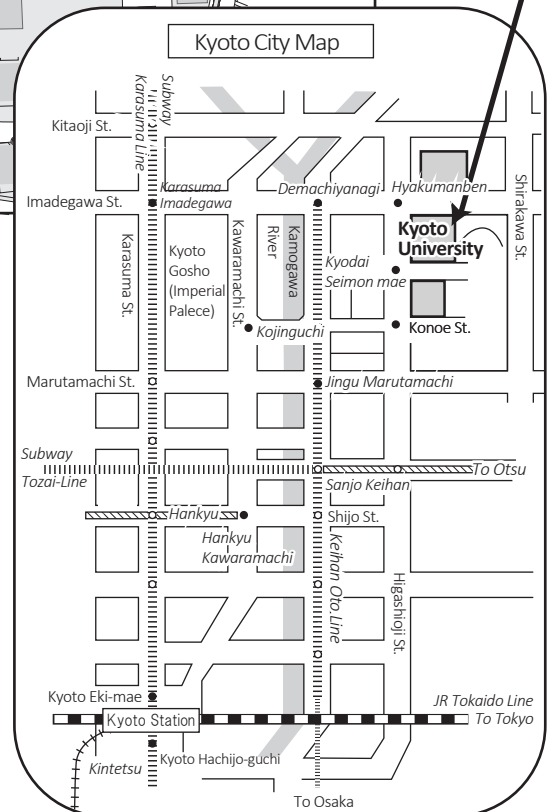 Kyoto City Map
Subway
Karasuma Line
Kitaoji St.
Imadegawa St.
Karasuma
Imadegawa
Demachiyanagi
Hyakumanben
Shirakawa St.
Kyoto
University
Karasuma St.
Kyoto
Gosho
(Imperial
Palece)
Kawaramachi St.
Kamogawa
River
Kyodai
Seimon mae
Kojinguchi
Konoe St.
Marutamachi St.
Jingu Marutamachi
Subway
Tozai-Line
To Otsu
Sanjo Keihan
Hankyu
Shijo St.
Hankyu
Kawaramachi
Keihan Oto.Line
Higashioji St.
Kyoto Eki-mae
JR Tokaido Line
Kyoto Station
To Tokyo
Kintetsu
Kyoto Hachijo-guchi
To Osaka